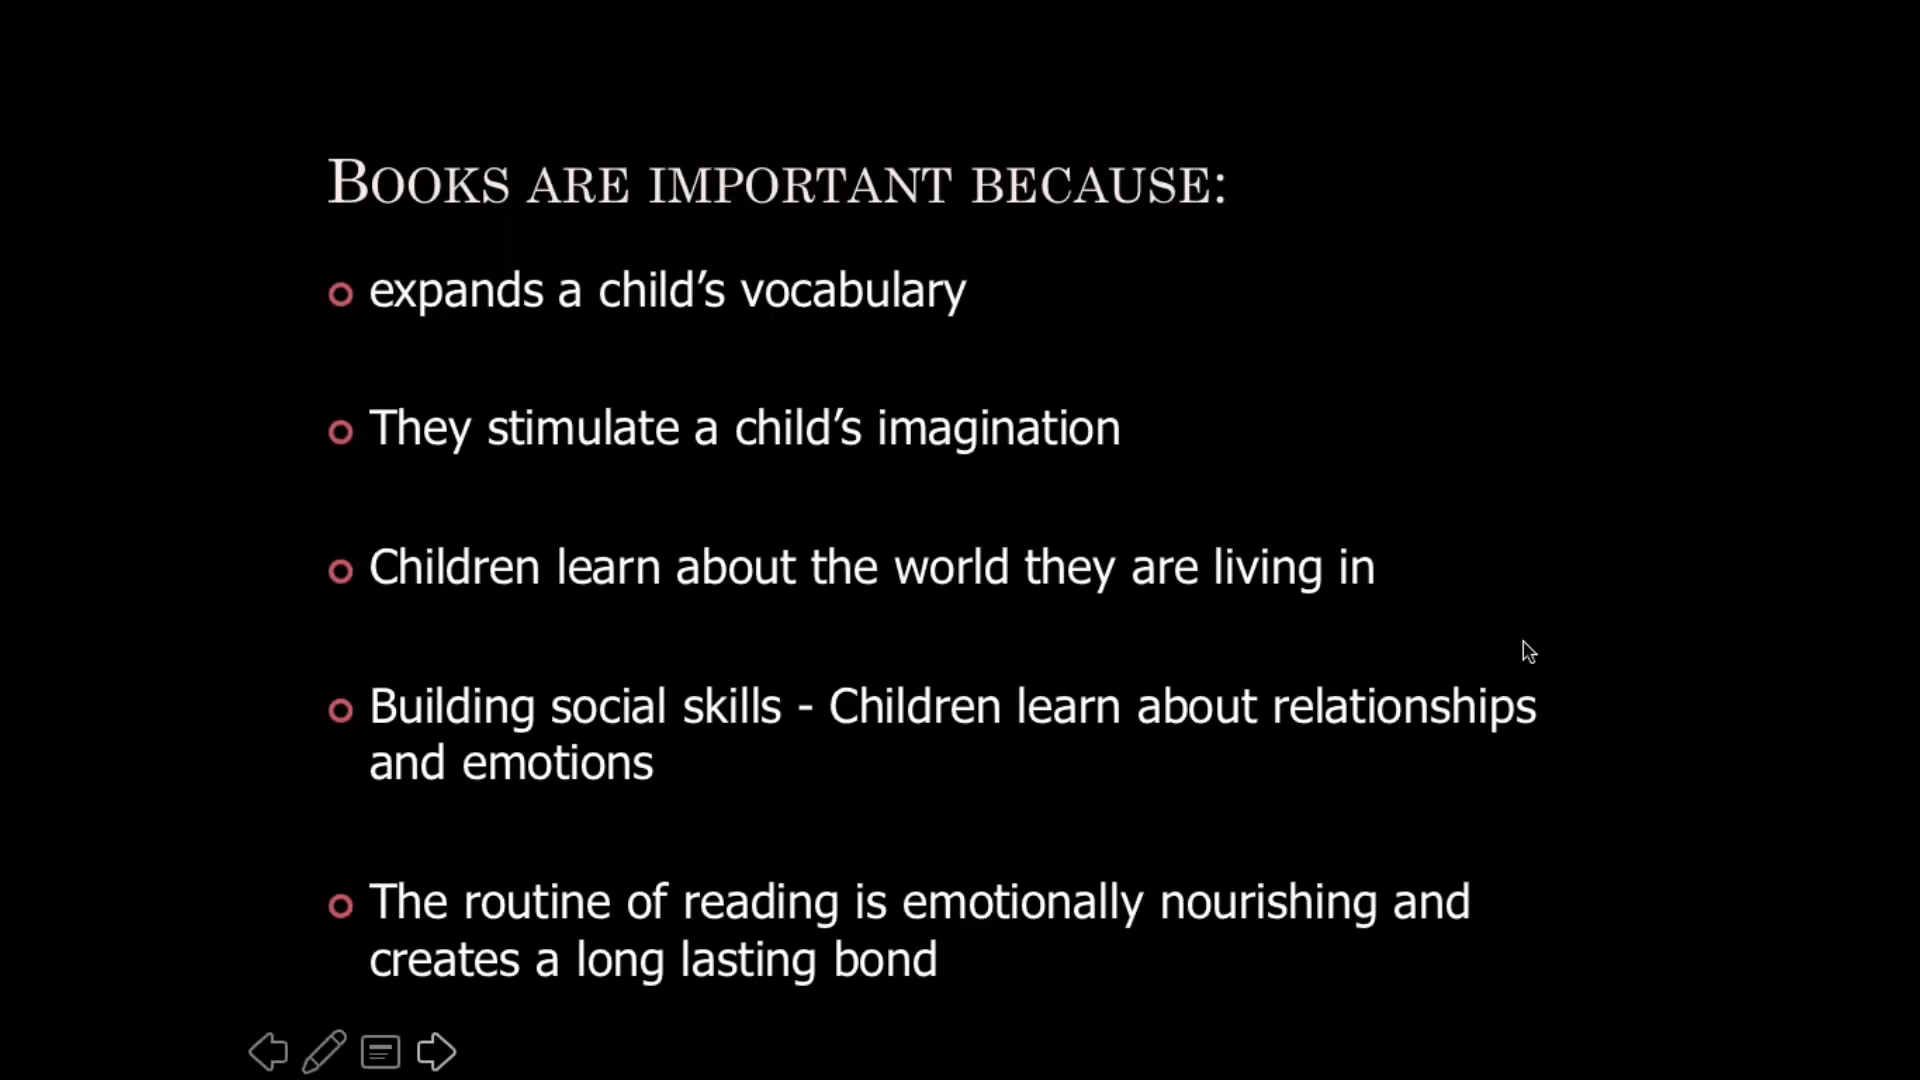 Books are important because:
expands a child’s vocabulary
They stimulate a child’s imagination
Children learn about the world they are living in
Building social skills - Children learn about relationships
and emotions
The routine of reading is emotionally nourishing and
creates a long lasting bond